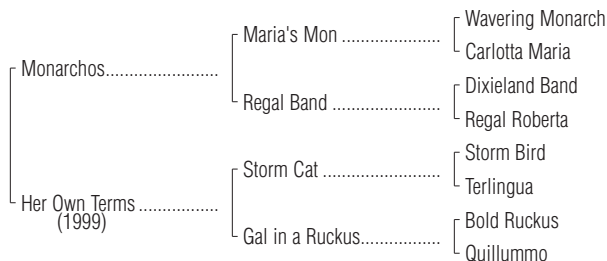 Wavering Monarch
Maria's Mon
Carlotta Maria
Monarchos
Dixieland Band
Regal Band
Regal Roberta
Storm Bird
Storm Cat
Terlingua
Her Own Terms
(1999)
Bold Ruckus
Gal in a Ruckus
Quillummo